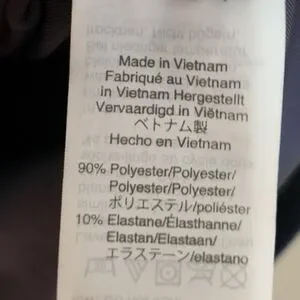 Made in Vietnam
Fabriqué au Vietnam
in Vietnam Hergestellt
Vervaardigd in Viëtnam
ベトナム製
Hecho en Vietnam
90% Polyester/Polyester/
Polyester/Polyester/
ポリエステル/poliéster
10% Elastane/Élasthanne/
Elastan/Elastaan/
エラステーン/elastano